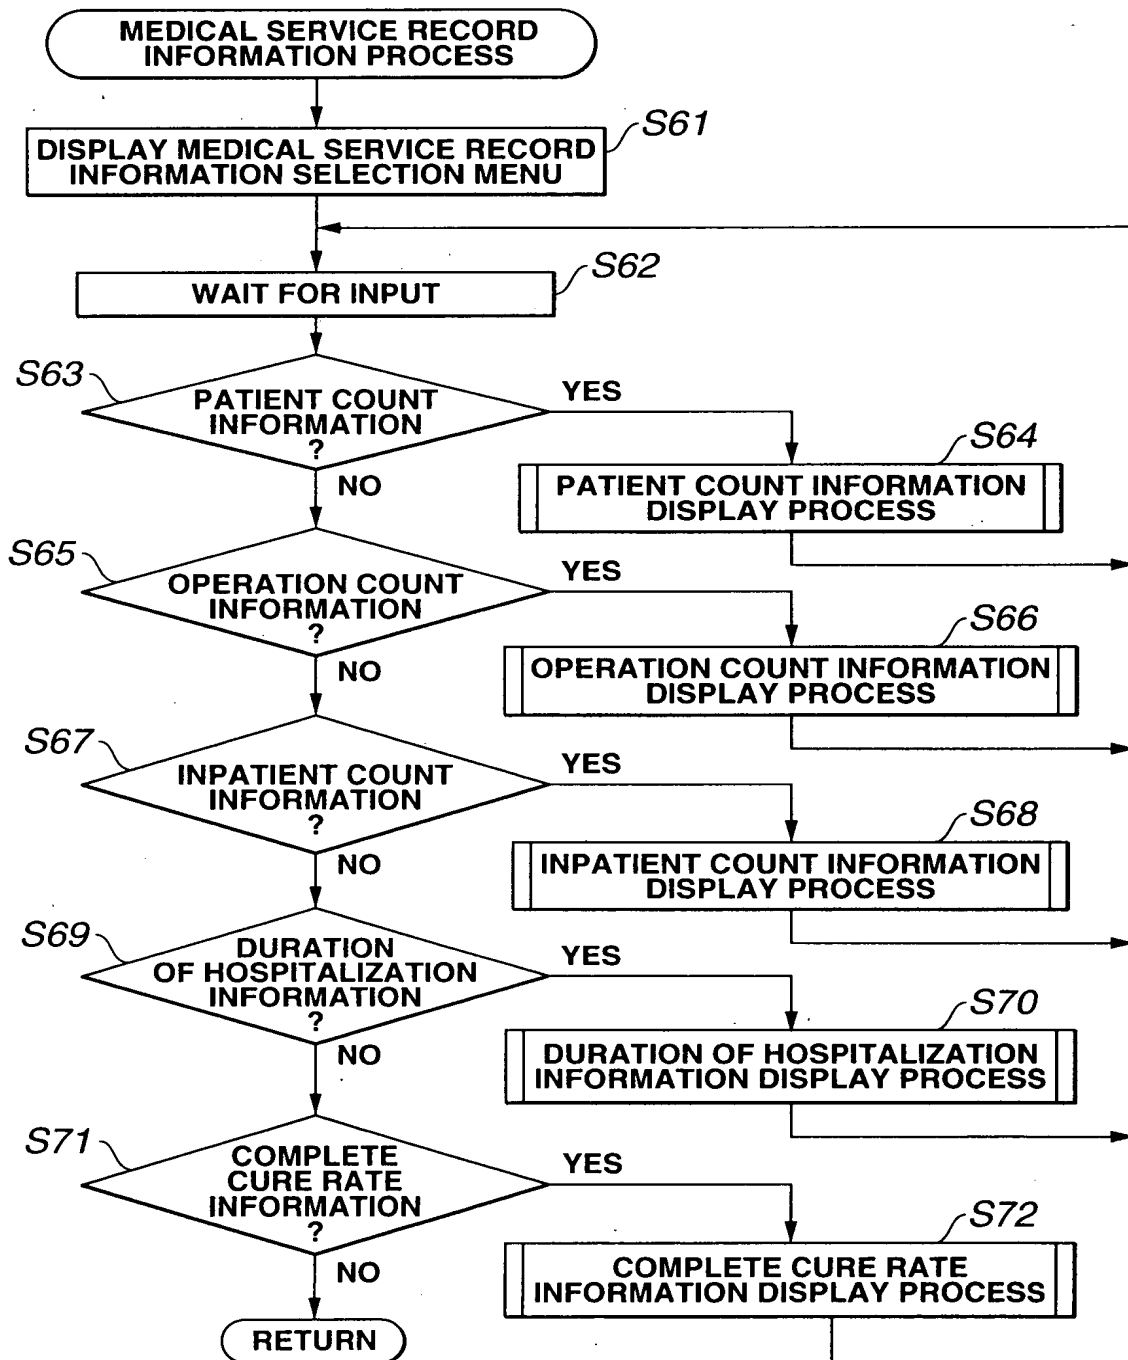 MEDICAL SERVICE RECORD
INFORMATION PROCESS
S61
DISPLAY MEDICAL SERVICE RECORD
INFORMATION SELECTION MENU
S62
WAIT FOR INPUT
S63
PATIENT COUNT
INFORMATION
?
YES
NO
S64
PATIENT COUNT INFORMATION
DISPLAY PROCESS
S65
OPERATION COUNT
INFORMATION
?
YES
NO
S66
OPERATION COUNT INFORMATION
DISPLAY PROCESS
S67
INPATIENT COUNT
INFORMATION
?
YES
NO
S68
INPATIENT COUNT INFORMATION
DISPLAY PROCESS
S69
DURATION
OF HOSPITALIZATION
INFORMATION
?
YES
NO
S70
DURATION OF HOSPITALIZATION
INFORMATION DISPLAY PROCESS
S71
COMPLETE
CURE RATE
INFORMATION
?
YES
NO
S72
COMPLETE CURE RATE
INFORMATION DISPLAY PROCESS
RETURN